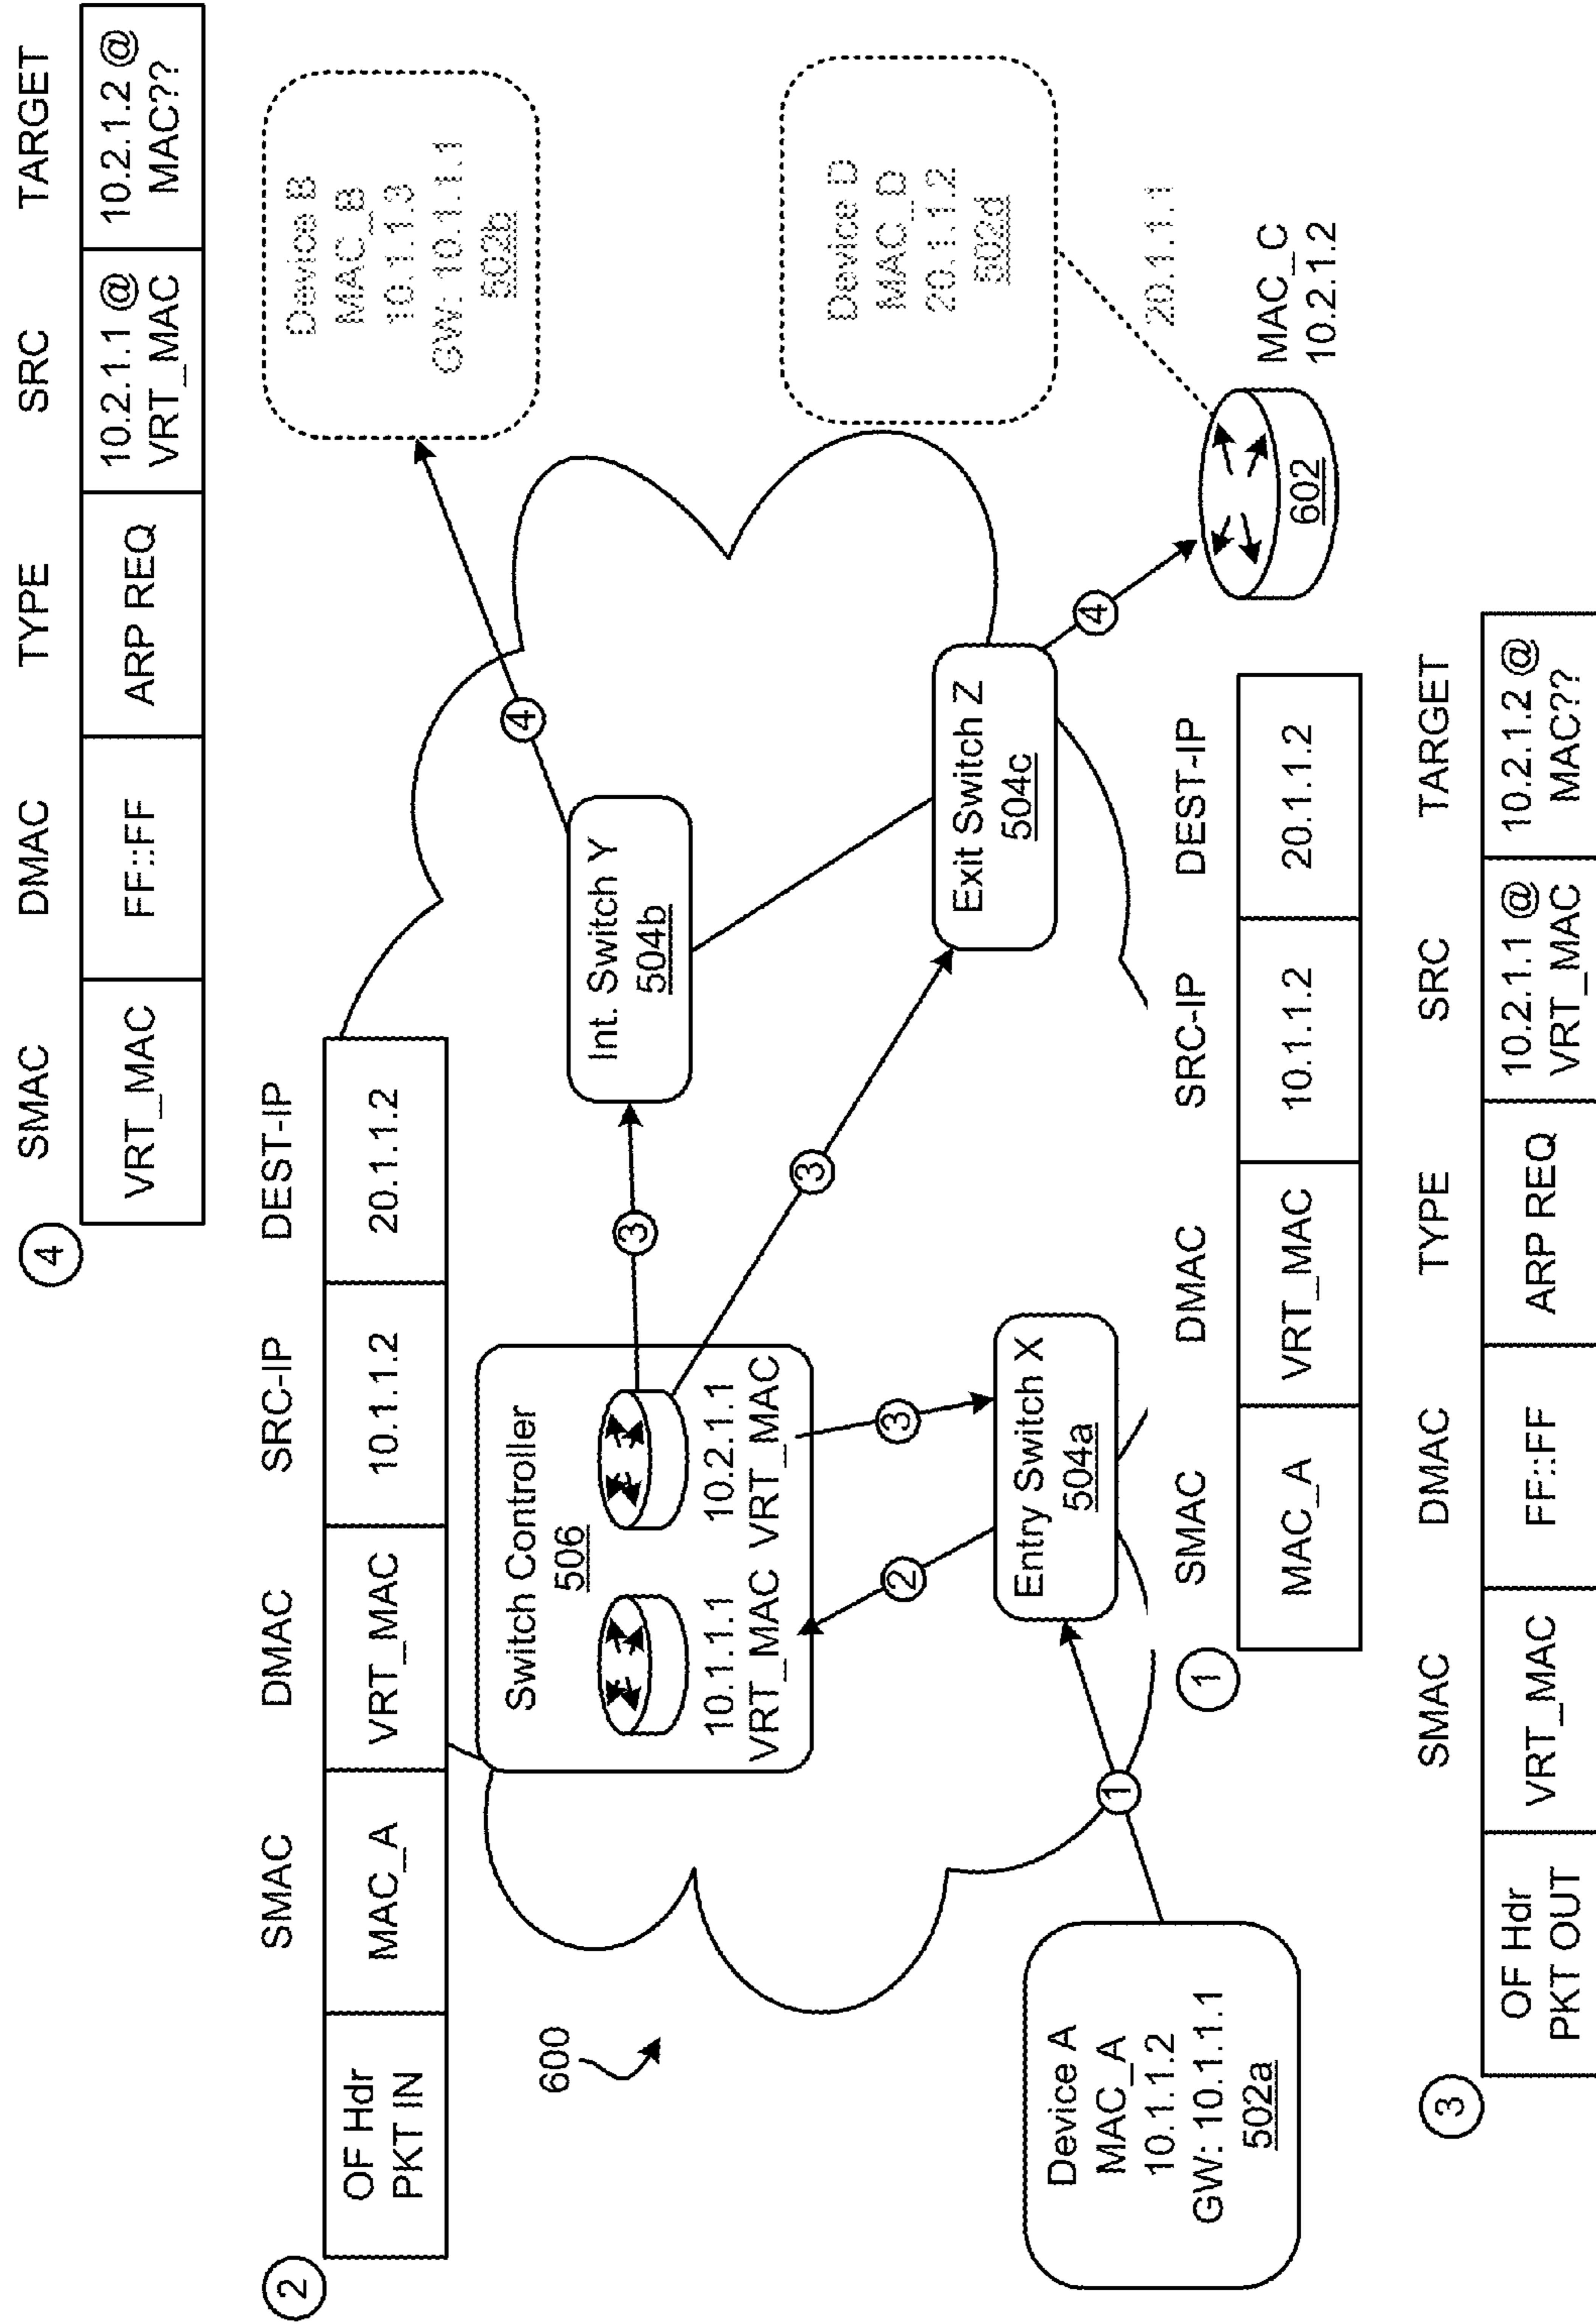 ④
SMAC DMAC TYPE SRC TARGET
VRT_MAC FF::FF ARP REQ 10.2.1.1 @ VRT_MAC 10.2.1.2 @ MAC??
②
SMAC DMAC SRC-IP DEST-IP
OF Hdr PKT IN MAC_A VRT_MAC 10.1.1.2 20.1.1.2
Device B
MAC_B
10.1.1.3
GW: 10.1.1.1
502b
Switch Controller
506
10.1.1.1
VRT_MAC
10.2.1.1
VRT_MAC
Int. Switch Y
504b
④
③
③
③
②
600
Device D
MAC_D
20.1.1.2
502d
20.1.1.1
Exit Switch Z
504c
④
MAC_C
10.2.1.2
602
Entry Switch X
504a
①
Device A
MAC_A
10.1.1.2
GW: 10.1.1.1
502a
①
SMAC DMAC SRC-IP DEST-IP
MAC_A VRT_MAC 10.1.1.2 20.1.1.2
③
SMAC DMAC TYPE SRC TARGET
OF Hdr PKT OUT VRT_MAC FF::FF ARP REQ 10.2.1.1 @ VRT_MAC 10.2.1.2 @ MAC??